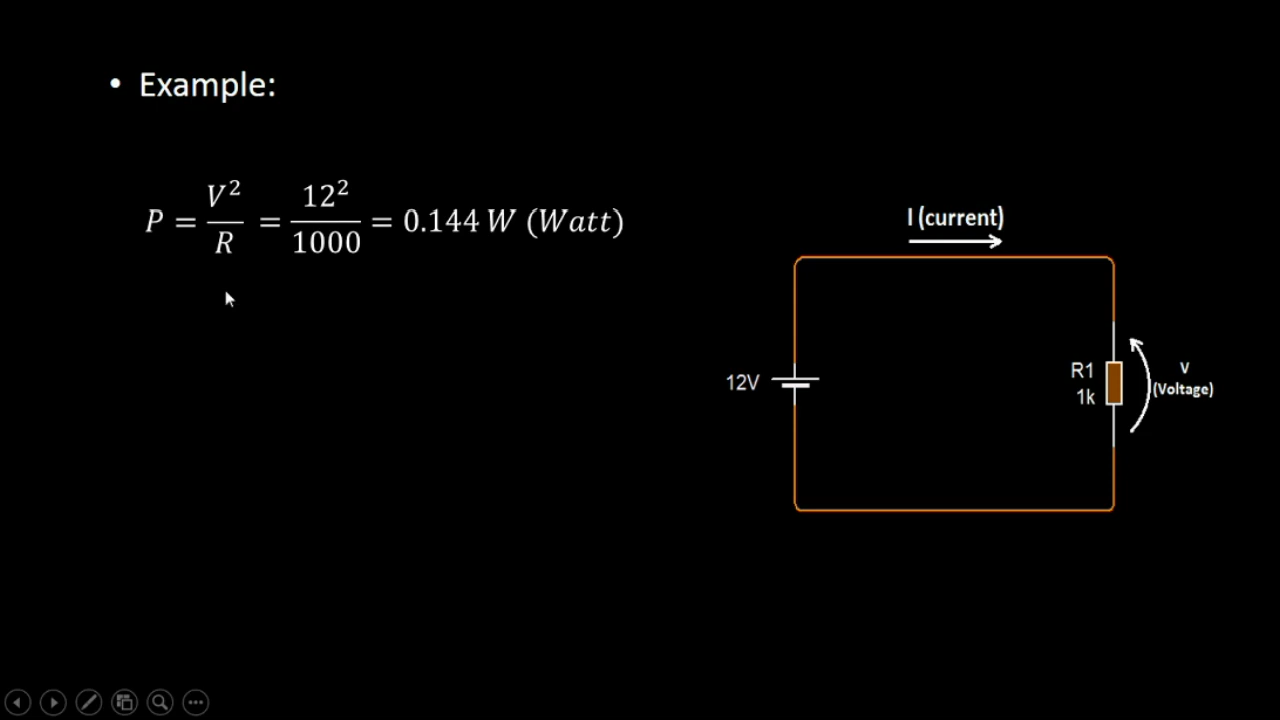 • Example:
P = V²/R = 12²/1000 = 0.144 W (Watt)
I (current)
12V
R1
1k
V
(Voltage)